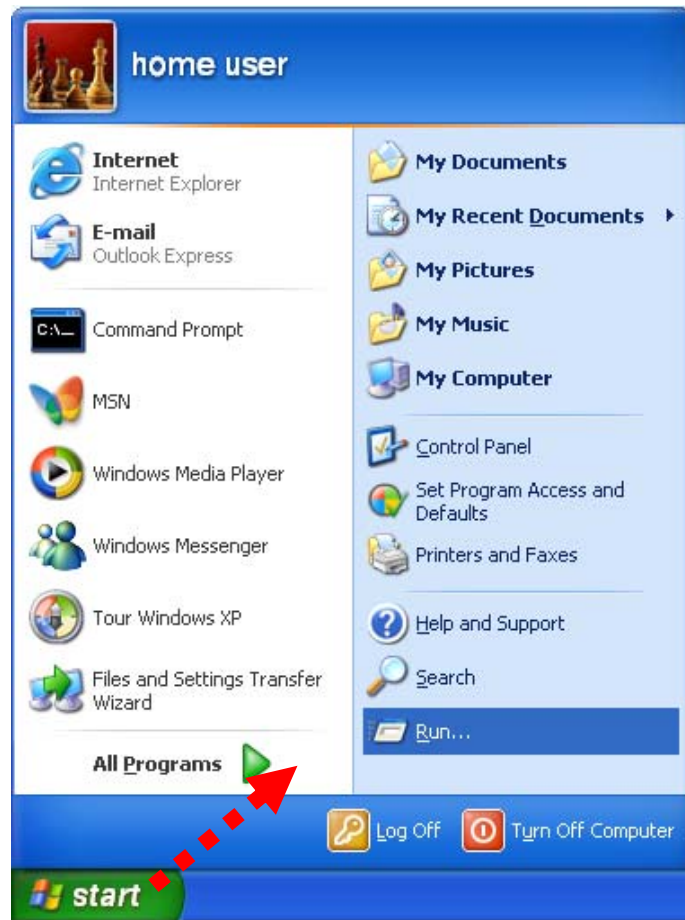 home user
Internet
Internet Explorer
E-mail
Outlook Express
C:\_
Command Prompt
MSN
Windows Media Player
Windows Messenger
Tour Windows XP
Files and Settings Transfer
Wizard
All Programs
My Documents
My Recent Documents
My Pictures
My Music
My Computer
Control Panel
Set Program Access and
Defaults
Printers and Faxes
Help and Support
Search
Run...
Log Off
Turn Off Computer
start